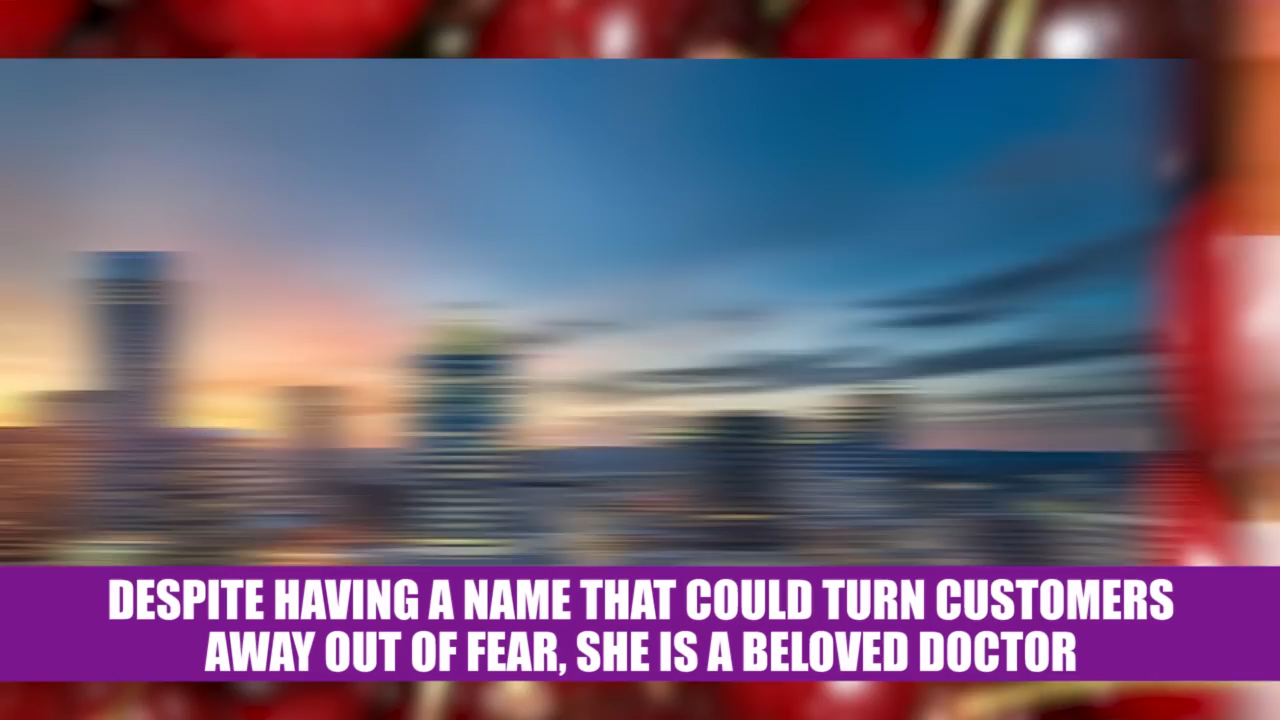 DESPITE HAVING A NAME THAT COULD TURN CUSTOMERS
AWAY OUT OF FEAR, SHE IS A BELOVED DOCTOR